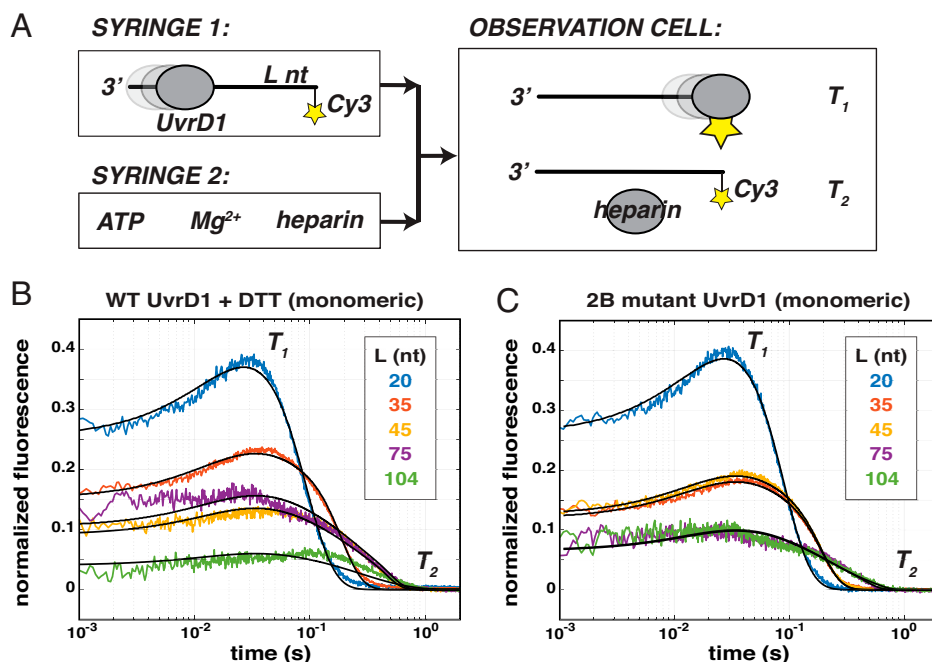 A
SYRINGE 1:
3’
L nt
Cy3
UvrD1
SYRINGE 2:
ATP Mg2+ heparin
OBSERVATION CELL:
3’
T1
3’
Cy3
heparin
T2
B
WT UvrD1 + DTT (monomeric)
normalized fluorescence
0.4
0.3
0.2
0.1
0
T1
L (nt)
20
35
45
75
104
T2
10-3
10-2
10-1
100
time (s)
C
2B mutant UvrD1 (monomeric)
normalized fluorescence
0.4
0.3
0.2
0.1
0
T1
L (nt)
20
35
45
75
104
T2
10-3
10-2
10-1
100
time (s)